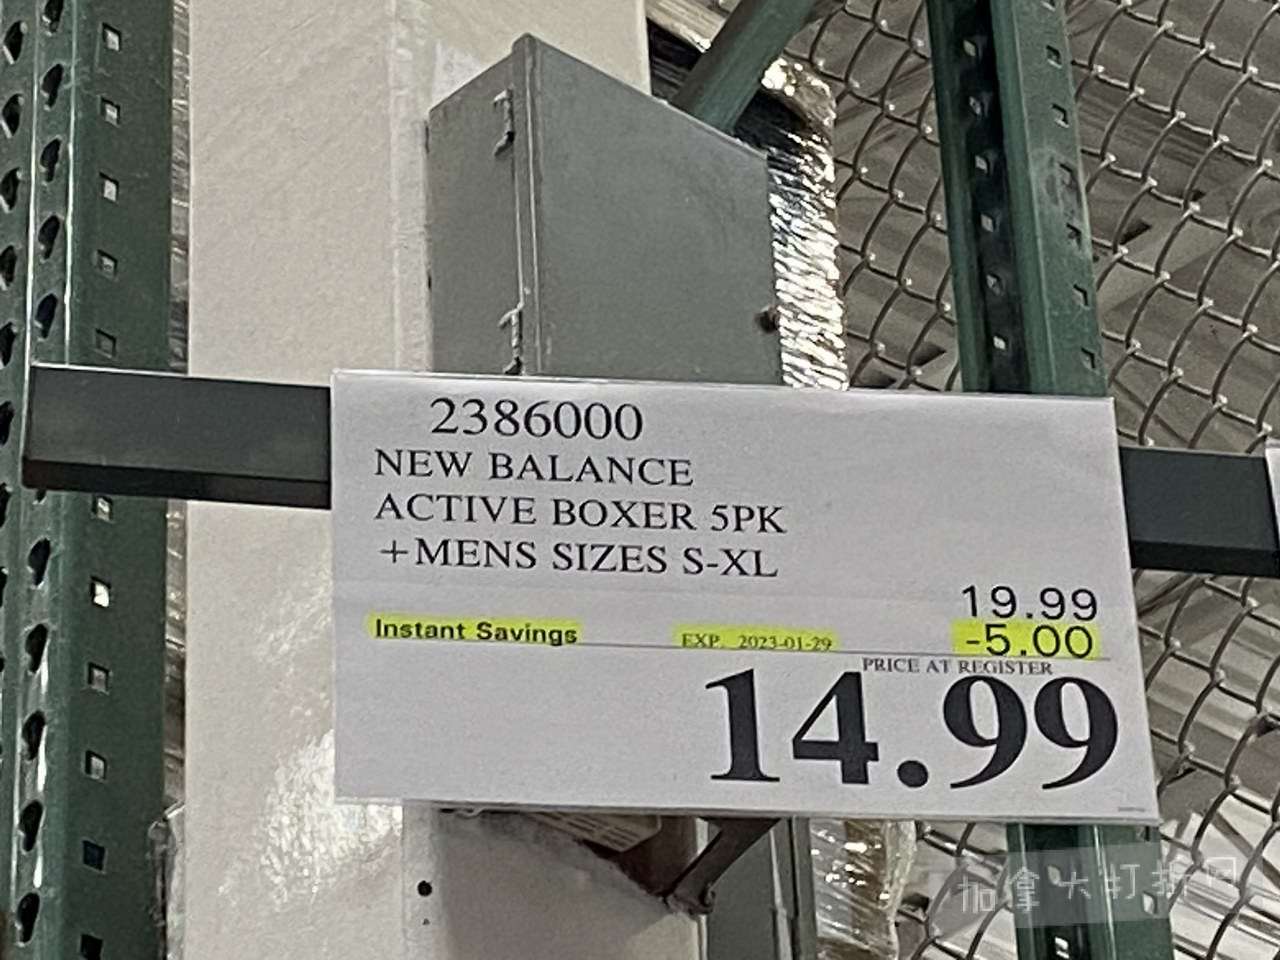 2386000
NEW BALANCE
ACTIVE BOXER 5PK
+MENS SIZES S-XL
19.99
Instant Savings EXP. 2023-01-29 -5.00
PRICE AT REGISTER
14.99
加拿大打折网